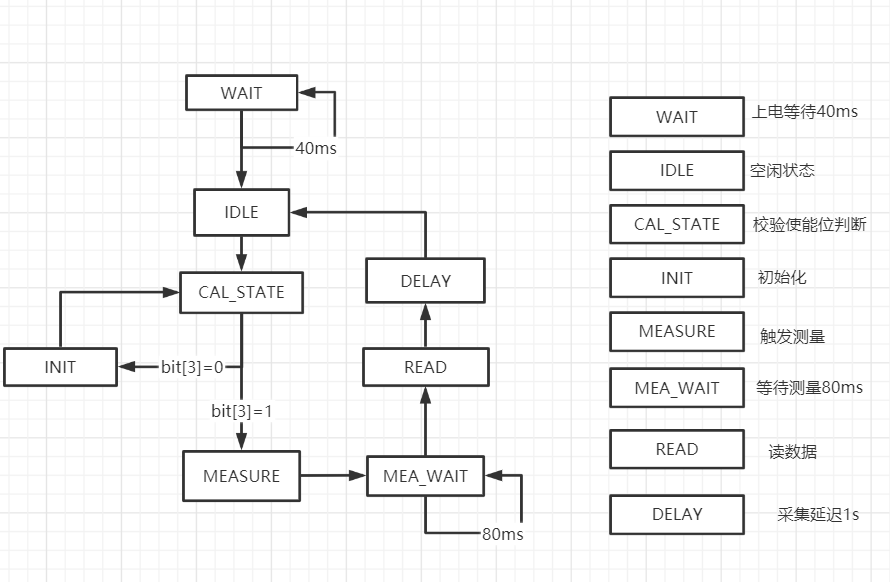 WAIT
40ms
IDLE
CAL_STATE
INIT
bit[3]=0
bit[3]=1
MEASURE
MEA_WAIT
80ms
READ
DELAY
WAIT 上电等待40ms
IDLE 空闲状态
CAL_STATE 校验使能位判断
INIT 初始化
MEASURE 触发测量
MEA_WAIT 等待测量80ms
READ 读数据
DELAY 采集延迟1s